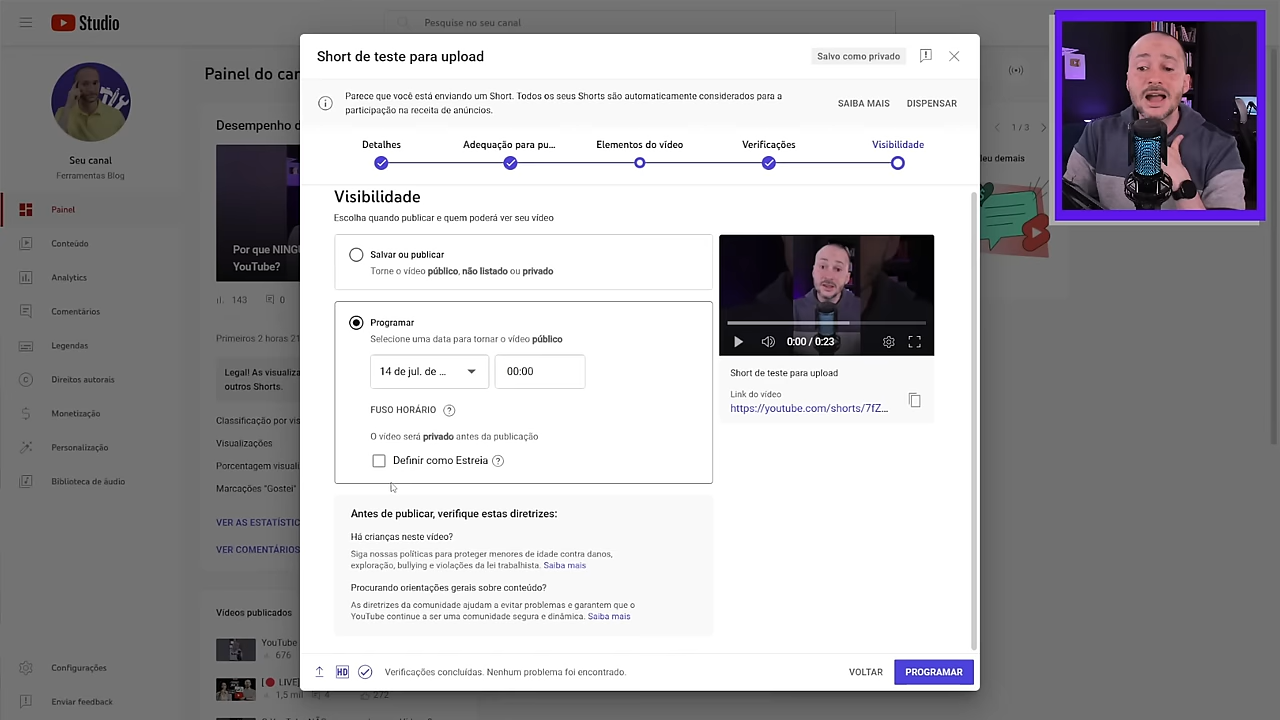 Studio
Pesquise no seu canal
Painel do can
Seu canal
Ferramentas Blog
Painel
Conteúdo
Analytics
Comentários
Legendas
Direitos autorais
Monetização
Personalização
Biblioteca de áudio
Configurações
Enviar feedback
Desempenho d
Por que NING
YouTube?
143
0
Primeiros 2 horas 21
Legal! As visualiza
outros Shorts.
Classificação por vis
Visualizações
Porcentagem visuali
Marcações "Gostei"
VER AS ESTATÍSTIC
VER COMENTÁRIOS
Vídeos publicados
YouTube
676
[🔴 LIVE]
1,5 mil
4
272
1 / 3
eu demais
Short de teste para upload
Salvo como privado
Parece que você está enviando um Short. Todos os seus Shorts são automaticamente considerados para a
participação na receita de anúncios.
SAIBA MAIS
DISPENSAR
Detalhes
Adequação para pu...
Elementos do vídeo
Verificações
Visibilidade
Visibilidade
Escolha quando publicar e quem poderá ver seu vídeo
Salvar ou publicar
Torne o vídeo público, não listado ou privado
Programar
Selecione uma data para tornar o vídeo público
14 de jul. de ...
00:00
FUSO HORÁRIO
O vídeo será privado antes da publicação
Definir como Estreia
Antes de publicar, verifique estas diretrizes:
Há crianças neste vídeo?
Siga nossas políticas para proteger menores de idade contra danos,
exploração, bullying e violações da lei trabalhista. Saiba mais
Procurando orientações gerais sobre conteúdo?
As diretrizes da comunidade ajudam a evitar problemas e garantem que o
YouTube continue a ser uma comunidade segura e dinâmica. Saiba mais
0:00 / 0:23
Short de teste para upload
Link do vídeo
https://youtube.com/shorts/7fZ...
HD
Verificações concluídas. Nenhum problema foi encontrado.
VOLTAR
PROGRAMAR